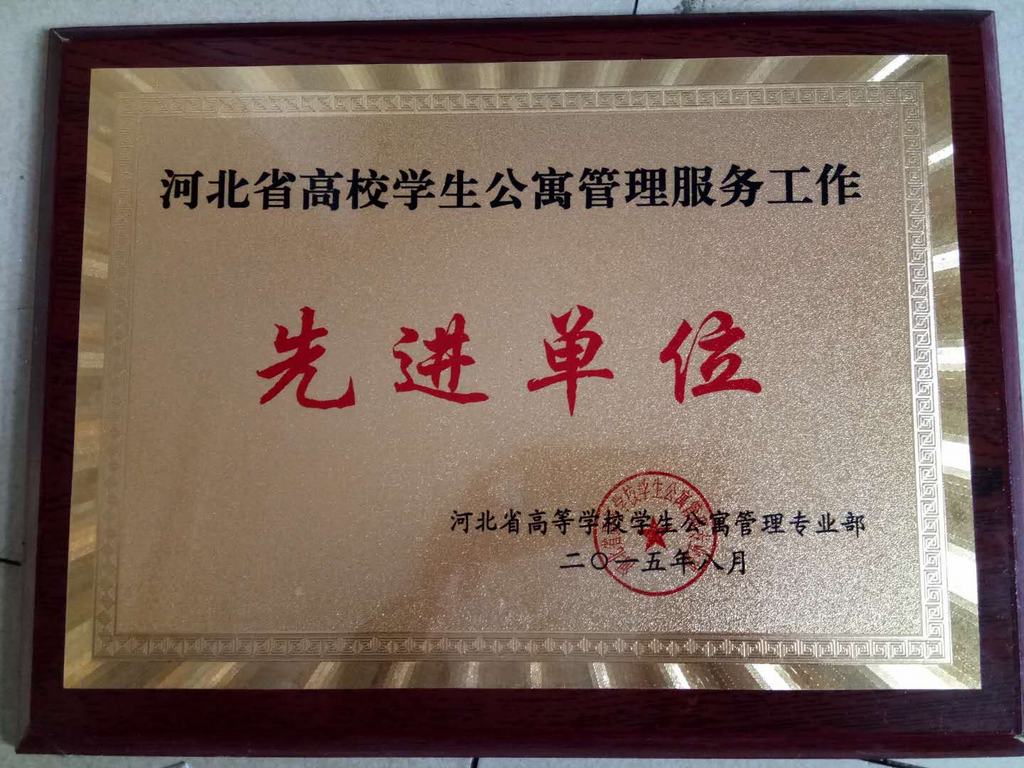 河北省高校学生公寓管理服务工作
先进单位
河北省高等学校学生公寓管理专业部
二〇一五年八月